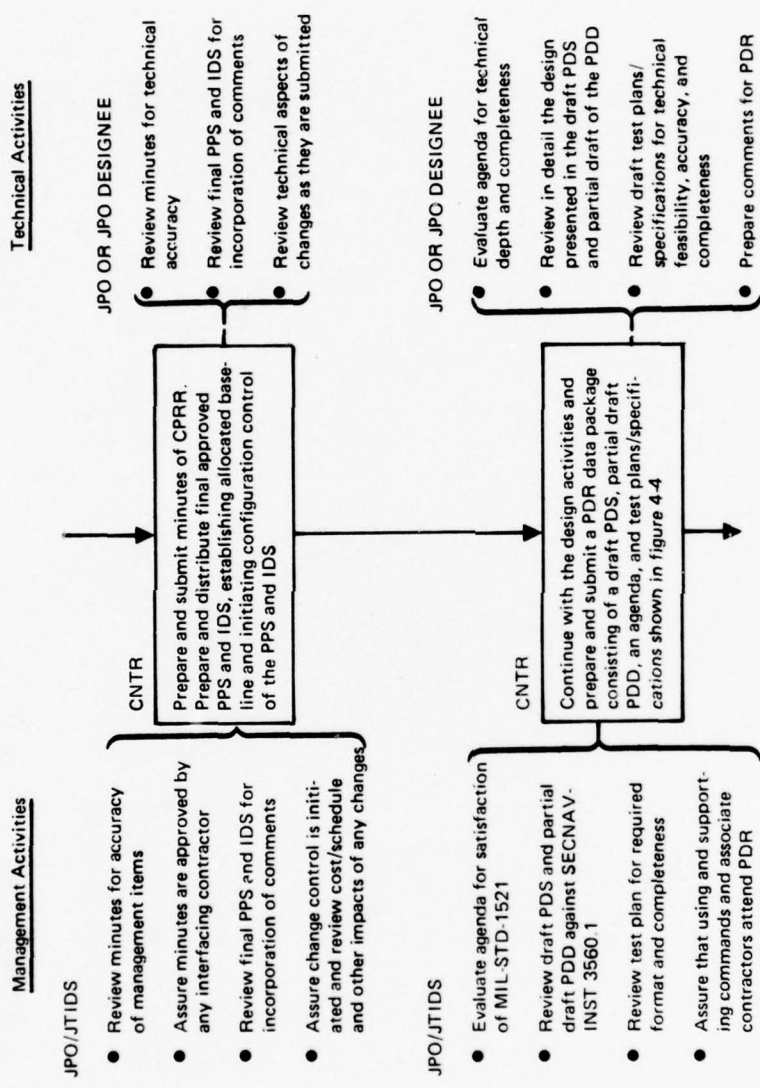 Management Activities
Technical Activities
JPO/JTIDS
● Review minutes for accuracy
of management items
● Assure minutes are approved by
any interfacing contractor
● Review final PPS and IDS for
incorporation of comments
● Assure change control is initi-
ated and review cost/schedule
and other impacts of any changes
CNTR
Prepare and submit minutes of CPRR.
Prepare and distribute final approved
PPS and IDS, establishing allocated base-
line and initiating configuration control
of the PPS and IDS
JPO OR JPO DESIGNEE
● Review minutes for technical
accuracy
● Review final PPS and IDS for
incorporation of comments
● Review technical aspects of
changes as they are submitted
JPO/JTIDS
● Evaluate agenda for satisfaction
of MIL-STD-1521
● Review draft PDS and partial
draft PDD against SECNAV-
INST 3560.1
● Review test plan for required
format and completeness
● Assure that using and support-
ing commands and associate
contractors attend PDR
CNTR
Continue with the design activities and
prepare and submit a PDR data package
consisting of a draft PDS, partial draft
PDD, an agenda, and test plans/specifi-
cations shown in figure 4-4
JPO OR JPO DESIGNEE
● Evaluate agenda for technical
depth and completeness
● Review in detail the design
presented in the draft PDS
and partial draft of the PDD
● Review draft test plans/
specifications for technical
feasibility, accuracy, and
completeness
● Prepare comments for PDR